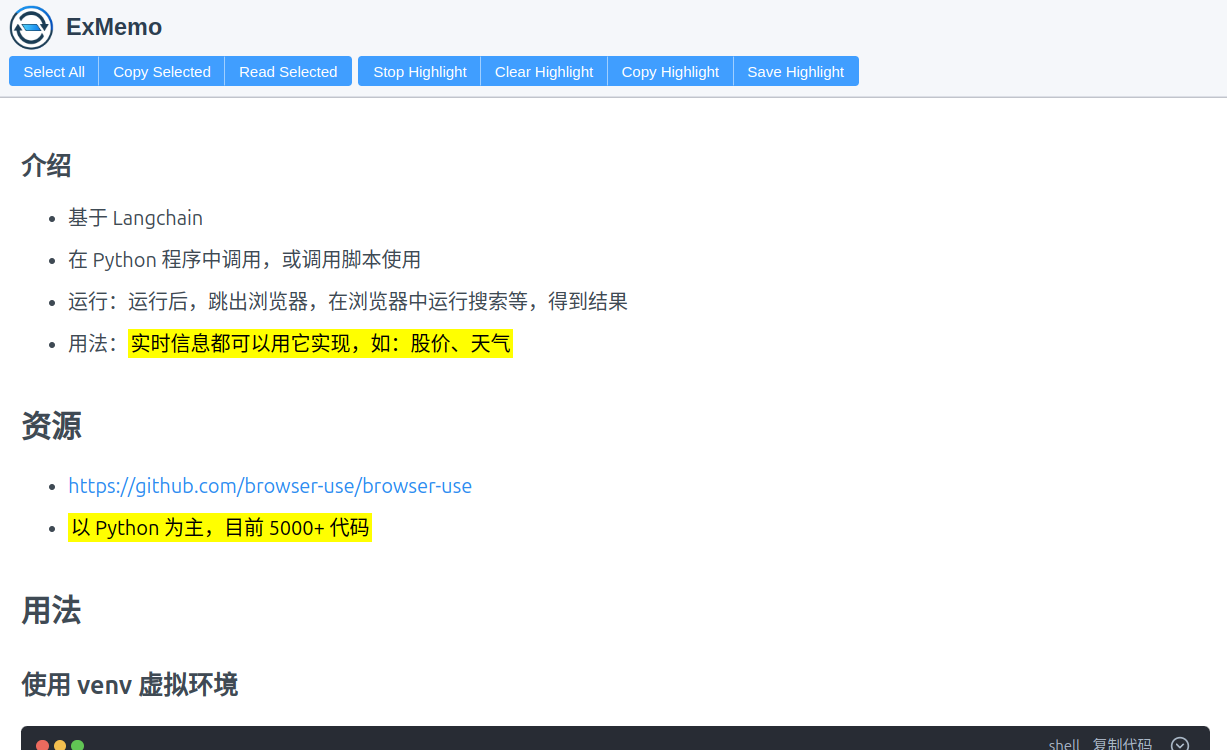 ExMemo
Select All Copy Selected Read Selected Stop Highlight Clear Highlight Copy Highlight Save Highlight
介绍
基于 Langchain
在 Python 程序中调用，或调用脚本使用
运行：运行后，跳出浏览器，在浏览器中运行搜索等，得到结果
用法：实时信息都可以用它实现，如：股价、天气
资源
https://github.com/browser-use/browser-use
以 Python 为主，目前 5000+ 代码
用法
使用 venv 虚拟环境
shell 复制代码